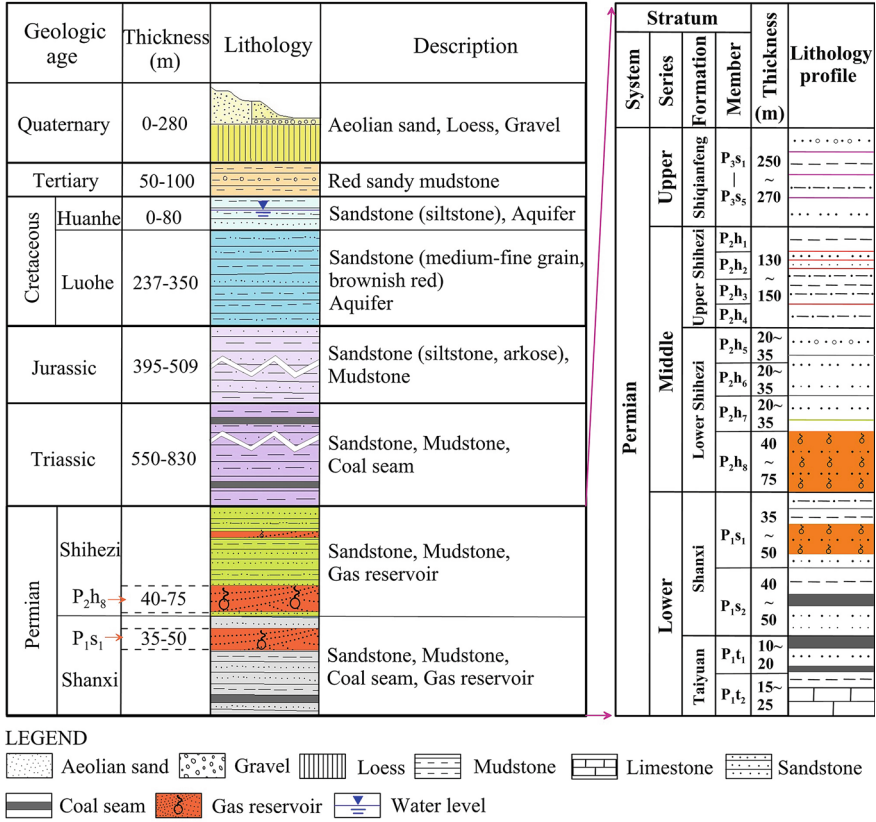 Geologic age Thickness (m) Lithology Description
Quaternary 0-280 Aeolian sand, Loess, Gravel
Tertiary 50-100 Red sandy mudstone
Cretaceous
Huanhe 0-80 Sandstone (siltstone), Aquifer
Luohe 237-350 Sandstone (medium-fine grain,
brownish red)
Aquifer
Jurassic 395-509 Sandstone (siltstone, arkose),
Mudstone
Triassic 550-830 Sandstone, Mudstone,
Coal seam
Permian
Shihezi Sandstone, Mudstone,
Gas reservoir
P₂h₈ 40-75
P₁s₁ 35-50
Shanxi Sandstone, Mudstone,
Coal seam, Gas reservoir
Stratum Thickness (m) Lithology profile
System Series Formation Member
Permian
Upper Shiqianfeng P₃s₁ | P₃s₅ 250 ~ 270
Middle
Upper Shihezi 130 ~ 150
P₂h₁
P₂h₂
P₂h₃
P₂h₄
Lower Shihezi
P₂h₅ 20~ 35
P₂h₆ 20~ 35
P₂h₇ 20~ 35
P₂h₈ 40 ~ 75
Lower
Shanxi
P₁s₁ 35 ~ 50
P₁s₂ 40 ~ 50
Taiyuan
P₁t₁ 10~ 20
P₁t₂ 15~ 25
LEGEND
Aeolian sand Gravel Loess Mudstone Limestone Sandstone
Coal seam Gas reservoir Water level